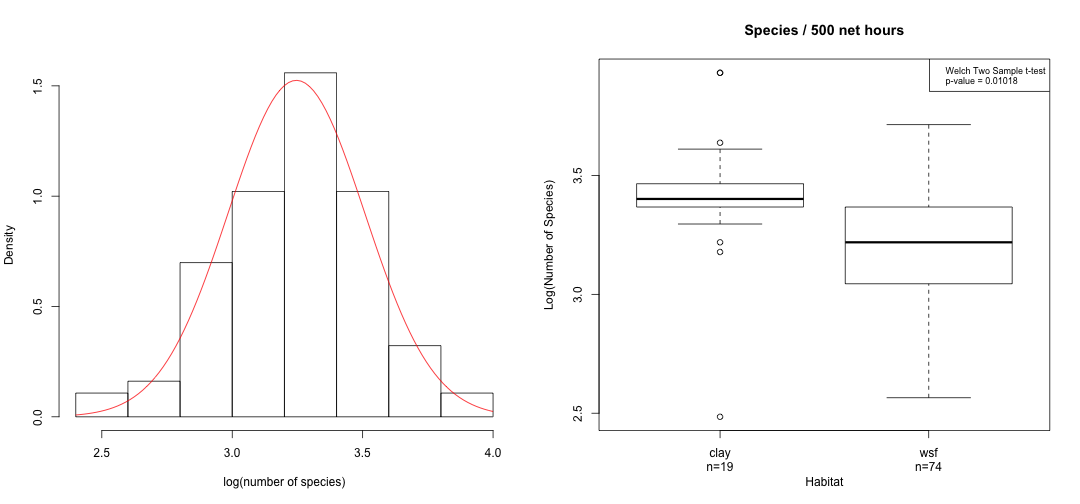 Density
0.0
0.5
1.0
1.5
2.5
3.0
3.5
4.0
log(number of species)
Species / 500 net hours
Welch Two Sample t-test
p-value = 0.01018
Log(Number of Species)
2.5
3.0
3.5
clay
n=19
wsf
n=74
Habitat